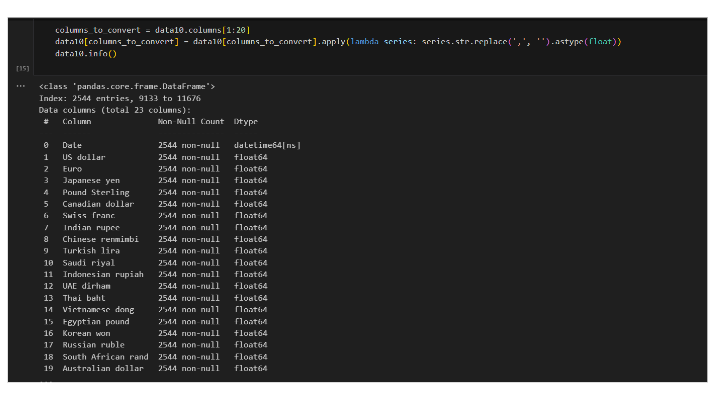 columns_to_convert = data10.columns[1:20]
data10[columns_to_convert] = data10[columns_to_convert].apply(lambda series: series.str.replace(',', '').astype(float))
data10.info()
[15]
...
<class 'pandas.core.frame.DataFrame'>
Index: 2544 entries, 9133 to 11676
Data columns (total 23 columns):
# Column Non-Null Count Dtype
0 Date 2544 non-null datetime64[ns]
1 US dollar 2544 non-null float64
2 Euro 2544 non-null float64
3 Japanese yen 2544 non-null float64
4 Pound Sterling 2544 non-null float64
5 Canadian dollar 2544 non-null float64
6 Swiss franc 2544 non-null float64
7 Indian rupee 2544 non-null float64
8 Chinese renmimbi 2544 non-null float64
9 Turkish lira 2544 non-null float64
10 Saudi riyal 2544 non-null float64
11 Indonesian rupiah 2544 non-null float64
12 UAE dirham 2544 non-null float64
13 Thai baht 2544 non-null float64
14 Vietnamese dong 2544 non-null float64
15 Egyptian pound 2544 non-null float64
16 Korean won 2544 non-null float64
17 Russian ruble 2544 non-null float64
18 South African rand 2544 non-null float64
19 Australian dollar 2544 non-null float64